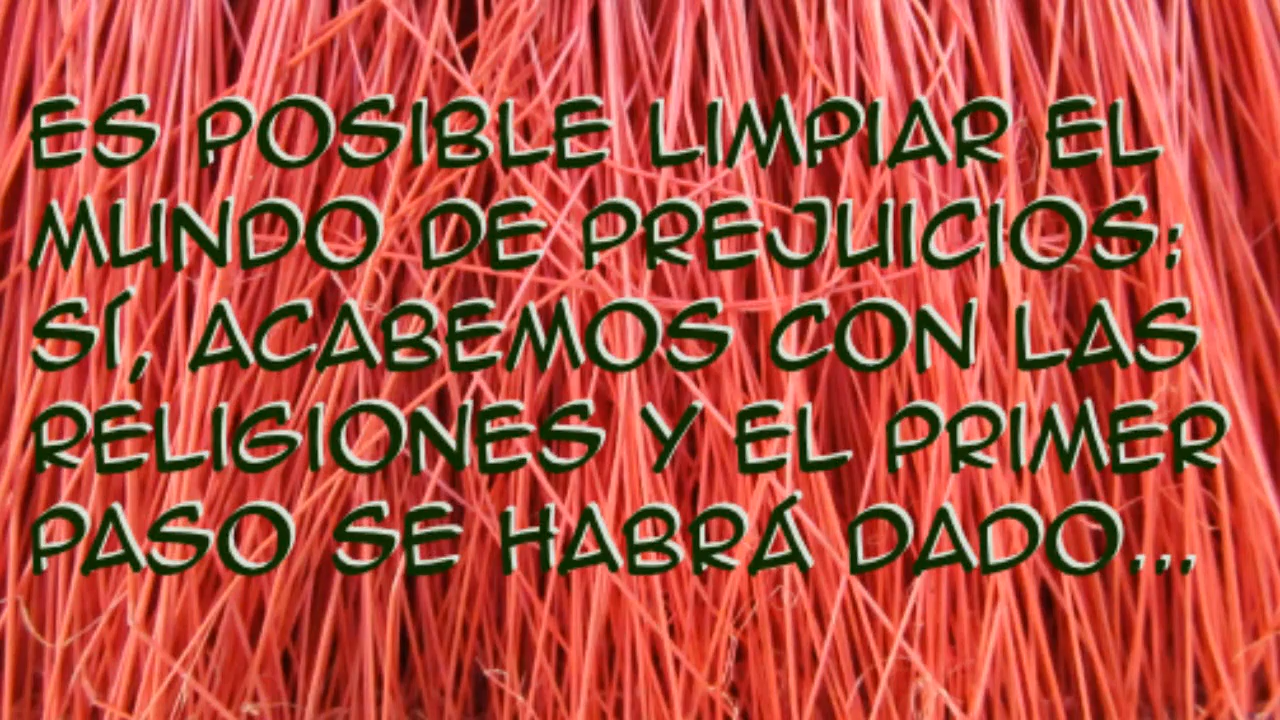 ES POSIBLE LIMPIAR EL
MUNDO DE PREJUICIOS;
SÍ, ACABEMOS CON LAS
RELIGIONES Y EL PRIMER
PASO SE HABRÁ DADO...